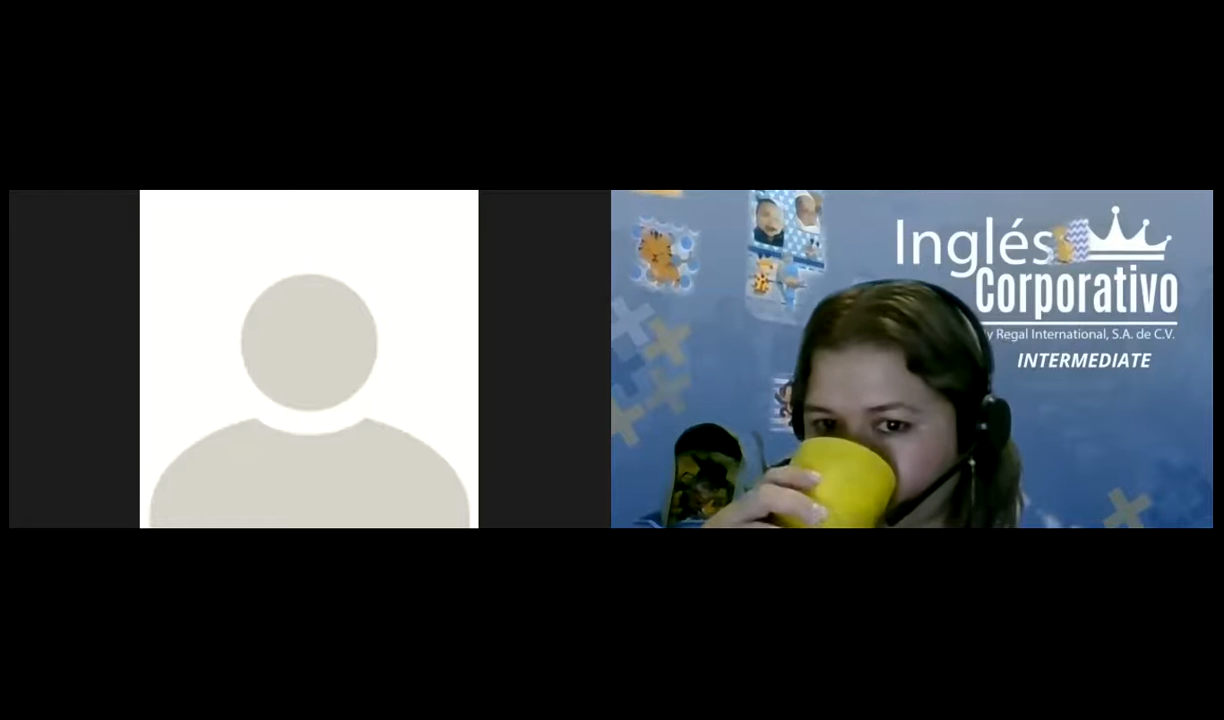 Inglés
Corporativo
y Regal International, S.A. de C.V.
INTERMEDIATE